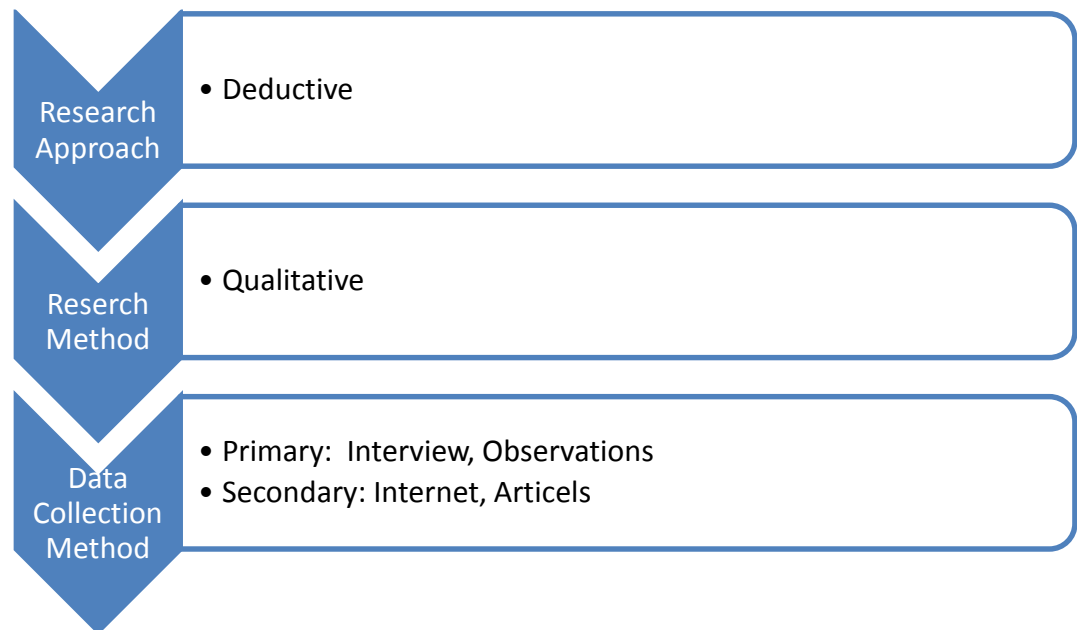 Research
Approach
• Deductive
Reserch
Method
• Qualitative
Data
Collection
Method
• Primary:  Interview, Observations
• Secondary: Internet, Articels